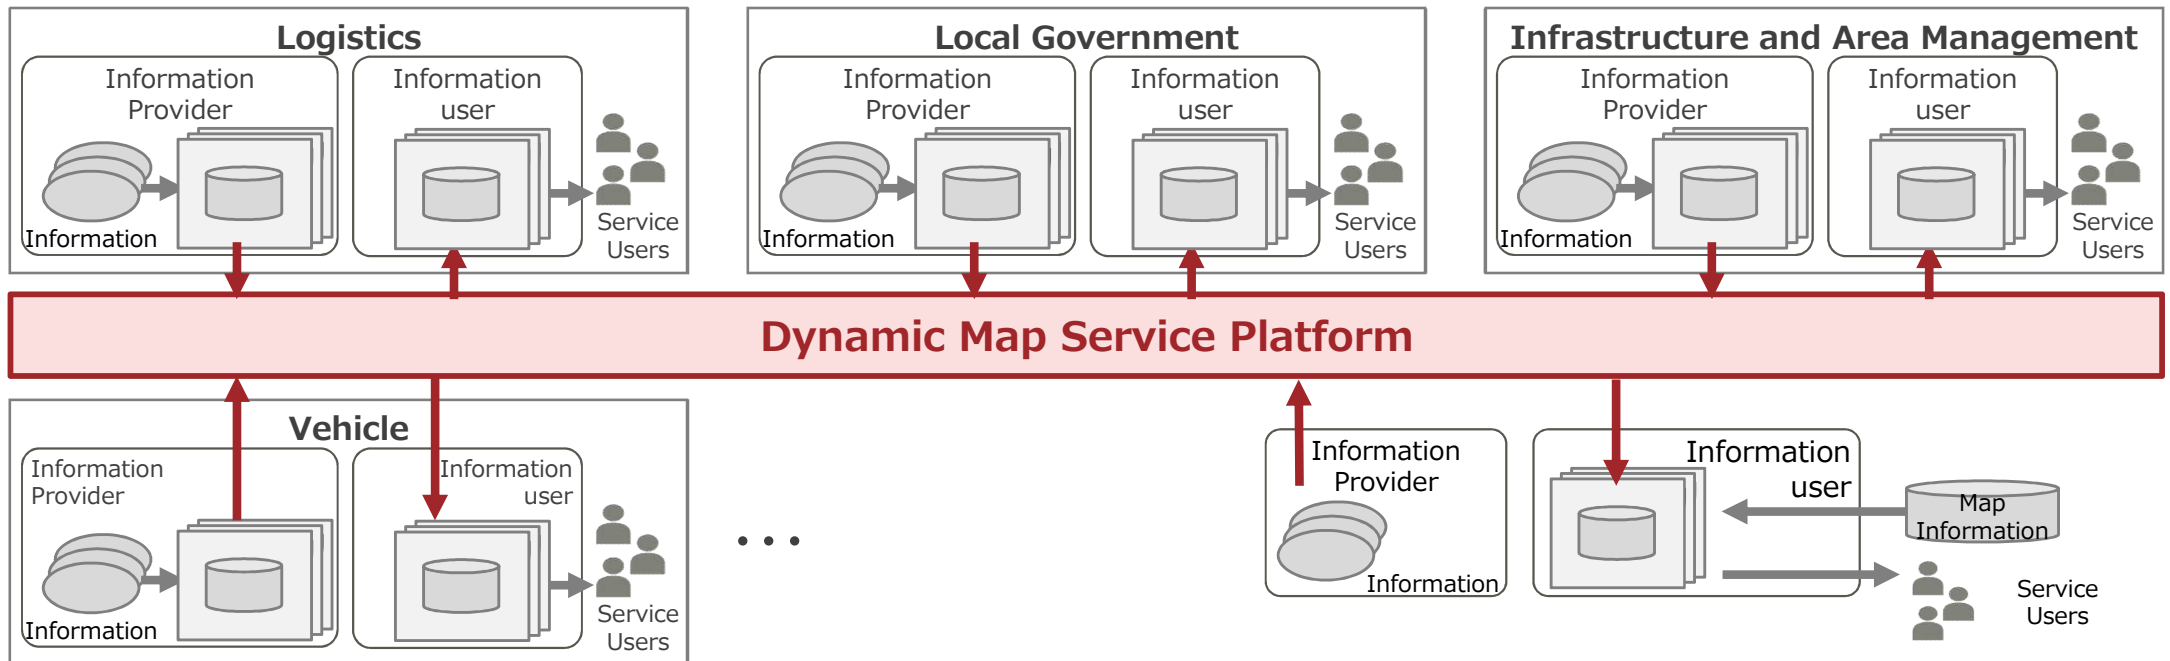 Logistics
Information
Provider
Information
Information
user
Service
Users
Local Government
Information
Provider
Information
Information
user
Service
Users
Infrastructure and Area Management
Information
Provider
Information
Information
user
Service
Users
Dynamic Map Service Platform
Vehicle
Information
Provider
Information
Information
user
Service
Users
...
Information
Provider
Information
Information
user
Map
Information
Service
Users